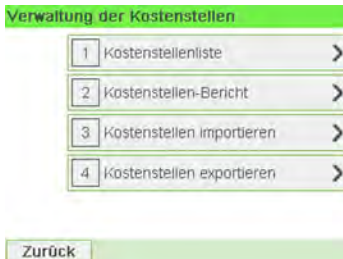 Verwaltung der Kostenstellen
1 Kostenstellenliste
2 Kostenstellen-Bericht
3 Kostenstellen importieren
4 Kostenstellen exportieren
Zurück